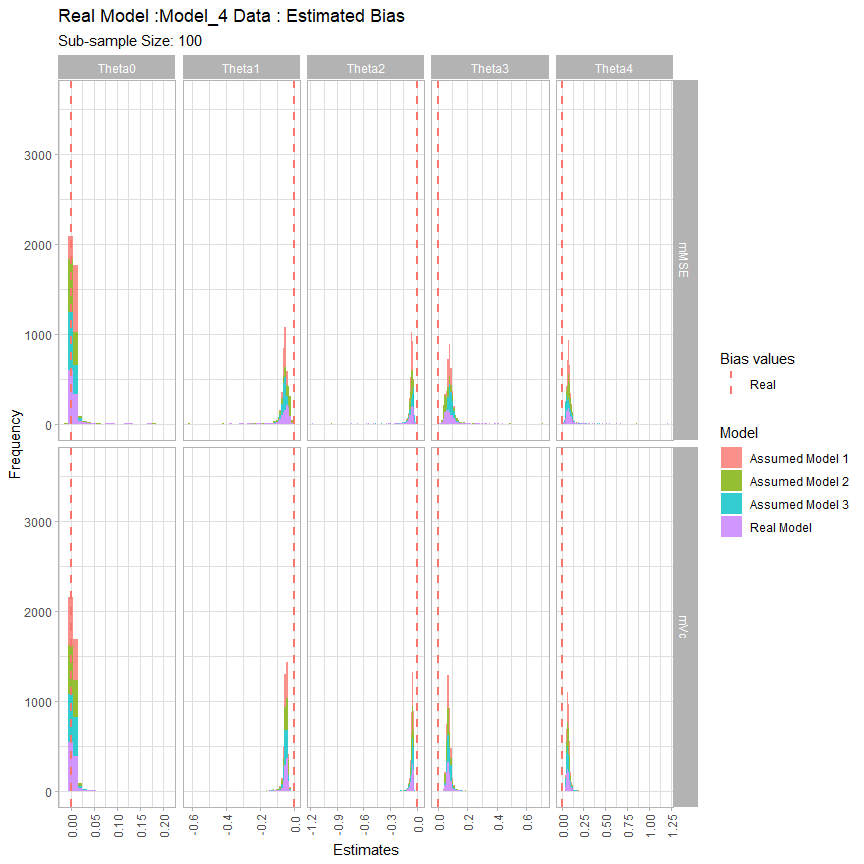 Real Model :Model_4 Data : Estimated Bias
Sub-sample Size: 100
Theta0 Theta1 Theta2 Theta3 Theta4
3000
2000
1000
0
mMSE
3000
2000
1000
0
mVc
Frequency
0.00 0.05 0.10 0.15 0.20
-0.6 -0.4 -0.2 0.0
-1.2 -0.9 -0.6 -0.3 0.0
0.0 0.2 0.4 0.6
0.00 0.25 0.50 0.75 1.00 1.25
Estimates
Bias values
Real
Model
Assumed Model 1
Assumed Model 2
Assumed Model 3
Real Model